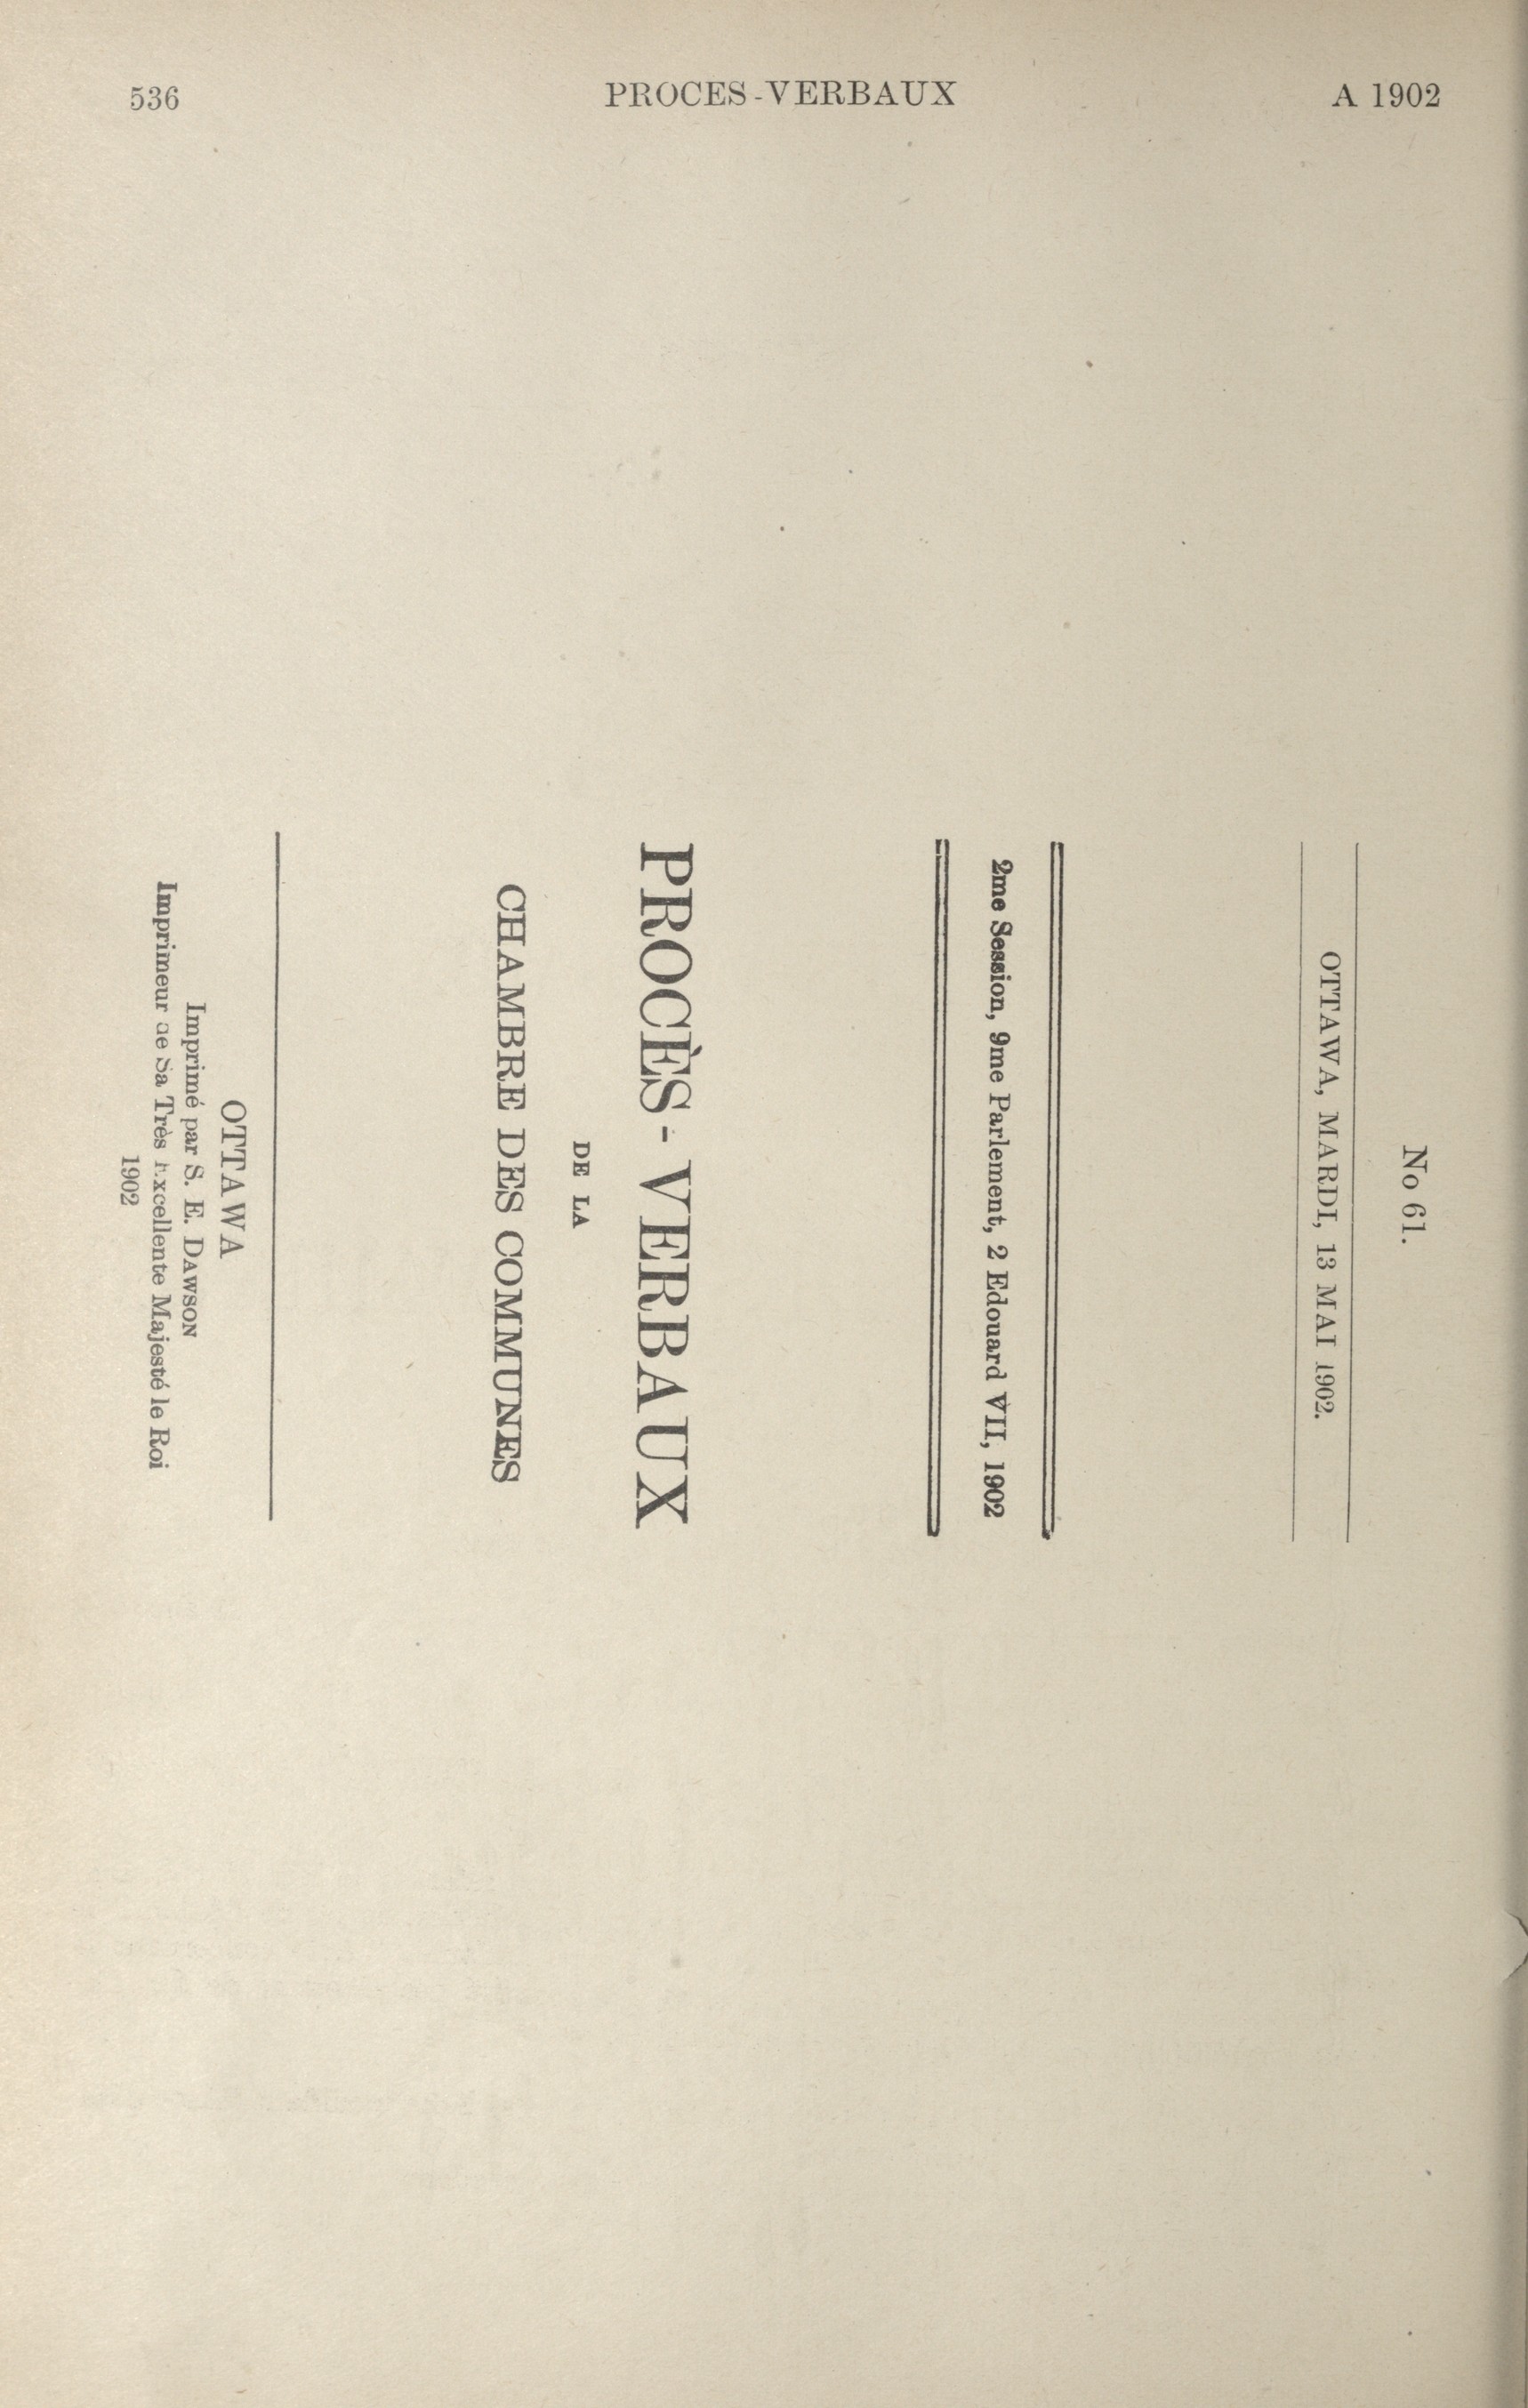 536 PROCES-VERBAUX A 1902
No 61.
OTTAWA, MARDI, 13 MAI 1902.
2me Session, 9me Parlement, 2 Edouard VII, 1902
PROCÈS-VERBAUX
DE LA
CHAMBRE DES COMMUNES
OTTAWA
Imprimé par S. E. DAWSON
Imprimeur de Sa Très Excellente Majesté le Roi
1902